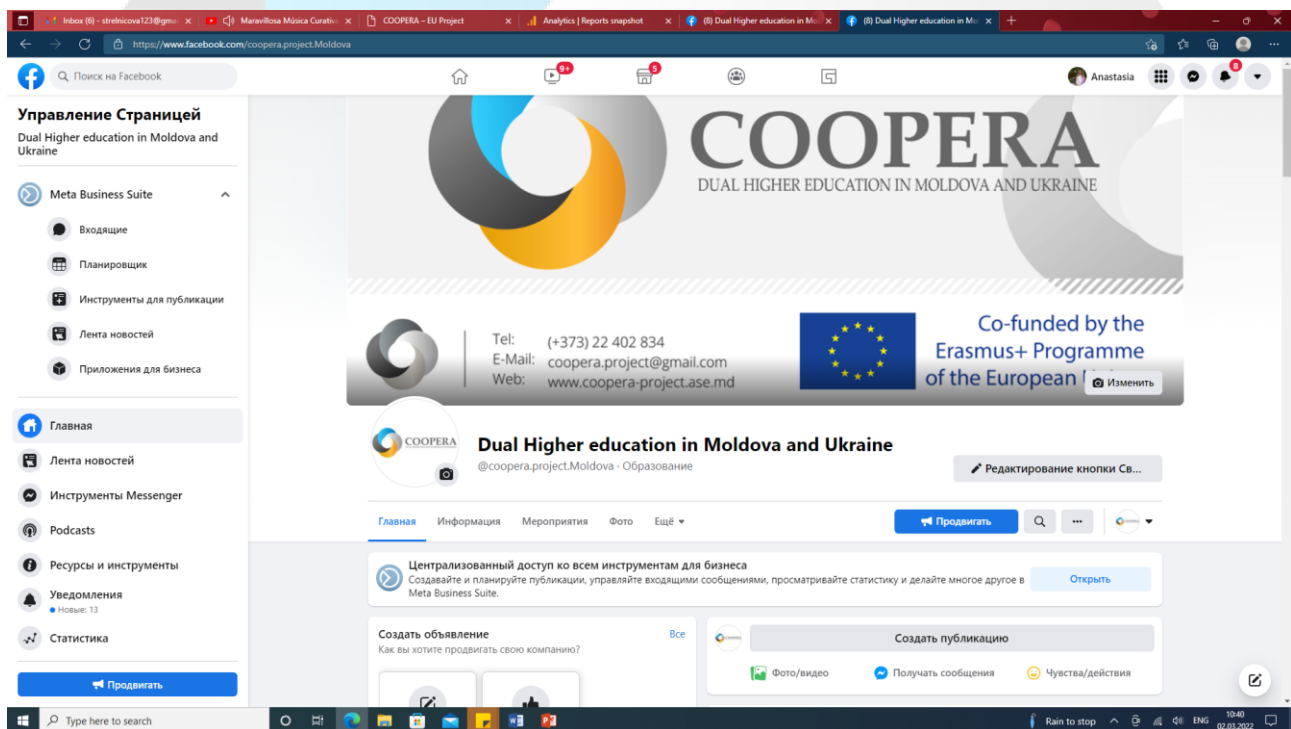 Inbox (6) - strelnicova123@gma
Maravillosa Música Curativ
COOPERA – EU Project
Analytics | Reports snapshot
(8) Dual Higher education in Mol
(8) Dual Higher education in Mo
https://www.facebook.com/coopera.project.Moldova
Поиск на Facebook
9+
5
Anastasia
8
Управление Страницей
Dual Higher education in Moldova and
Ukraine
Meta Business Suite
Входящие
Планировщик
Инструменты для публикации
Лента новостей
Приложения для бизнеса
Главная
Лента новостей
Инструменты Messenger
Podcasts
Ресурсы и инструменты
Уведомления
Новые: 13
Статистика
Продвигать
COOPERA
DUAL HIGHER EDUCATION IN MOLDOVA AND UKRAINE
Tel: (+373) 22 402 834
E-Mail: coopera.project@gmail.com
Web: www.coopera-project.ase.md
Co-funded by the
Erasmus+ Programme
of the European
Изменить
COOPERA
Dual Higher education in Moldova and Ukraine
@coopera.project.Moldova · Образование
Редактирование кнопки Св...
Главная Информация Мероприятия Фото Ещё
Продвигать
Централизованный доступ ко всем инструментам для бизнеса
Создавайте и планируйте публикации, управляйте входящими сообщениями, просматривайте статистику и делайте многое другое в
Meta Business Suite.
Открыть
Создать объявление
Все
Как вы хотите продвигать свою компанию?
Создать публикацию
Фото/видео
Получать сообщения
Чувства/действия
Type here to search
Rain to stop
ENG
10:40
02.03.2022